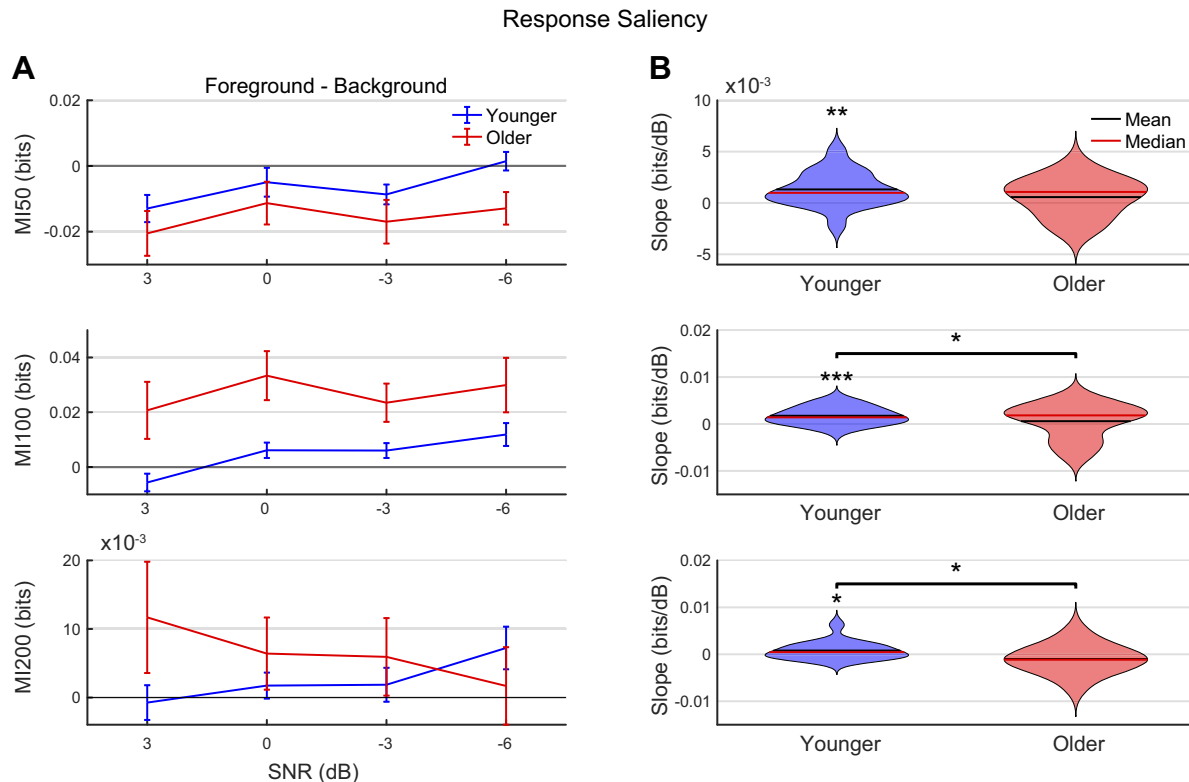 Response Saliency
A
Foreground - Background
Younger
Older
MI50 (bits)
0.02
0
-0.02
3
0
-3
-6
MI100 (bits)
0.04
0.02
0
3
0
-3
-6
x10-3
MI200 (bits)
20
10
0
3
0
-3
-6
SNR (dB)
B
x10-3
Mean
Median
**
Slope (bits/dB)
10
5
0
-5
Younger
Older
Slope (bits/dB)
0.02
0.01
0
-0.01
*
***
Younger
Older
Slope (bits/dB)
0.02
0.01
0
-0.01
*
*
Younger
Older